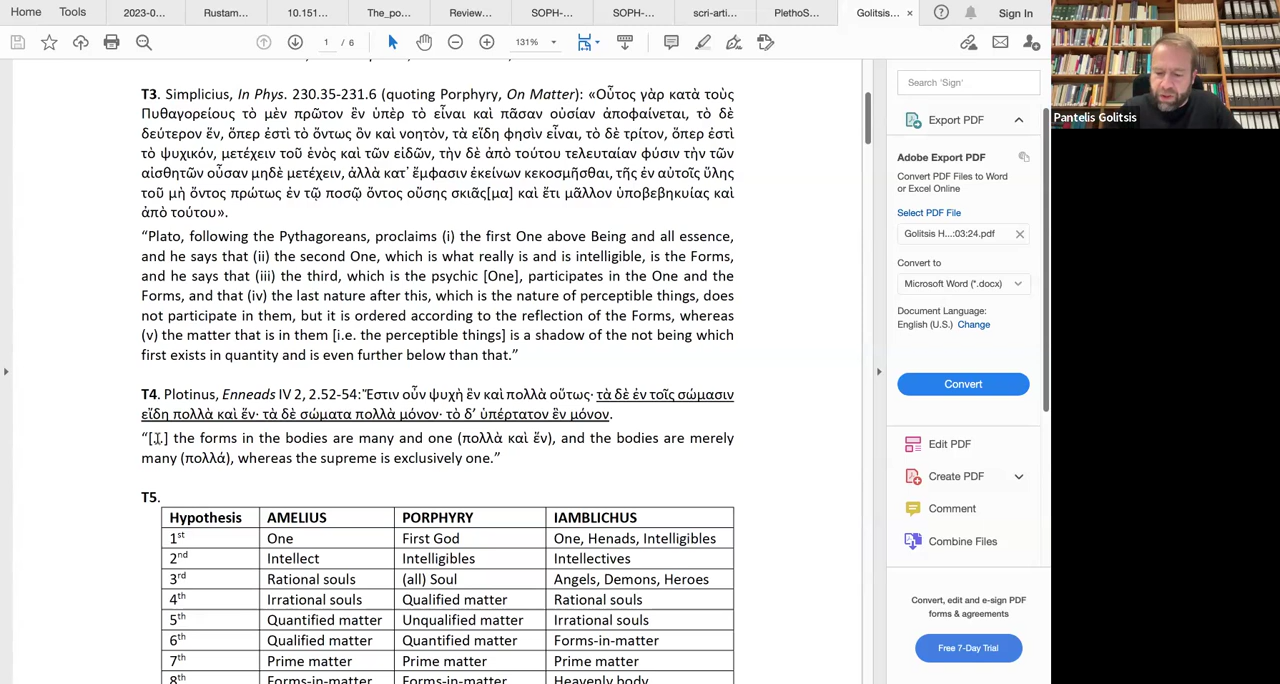 Home Tools 2023-0... Rustam... 10.151... The_po... Review... SOPH-... SOPH-... scri-artic... PlethoS... Golitsis... × Sign In
1 / 6 131%
T3. Simplicius, In Phys. 230.35-231.6 (quoting Porphyry, On Matter): «Οὗτος γὰρ κατὰ τοὺς
Πυθαγορείους τὸ μὲν πρῶτον ἓν ὑπὲρ τὸ εἶναι καὶ πᾶσαν οὐσίαν ἀποφαίνεται, τὸ δὲ
δεύτερον ἕν, ὅπερ ἐστὶ τὸ ὄντως ὂν καὶ νοητόν, τὰ εἴδη φησὶν εἶναι, τὸ δὲ τρίτον, ὅπερ ἐστὶ
τὸ ψυχικόν, μετέχειν τοῦ ἑνὸς καὶ τῶν εἰδῶν, τὴν δὲ ἀπὸ τούτου τελευταίαν φύσιν τὴν τῶν
αἰσθητῶν οὖσαν μηδὲ μετέχειν, ἀλλὰ κατ᾽ ἔμφασιν ἐκείνων κεκοσμῆσθαι, τῆς ἐν αὐτοῖς ὕλης
τοῦ μὴ ὄντος πρώτως ἐν τῷ ποσῷ ὄντος οὔσης σκιᾶς[μα] καὶ ἔτι μᾶλλον ὑποβεβηκυίας καὶ
ἀπὸ τούτου».
“Plato, following the Pythagoreans, proclaims (i) the first One above Being and all essence,
and he says that (ii) the second One, which is what really is and is intelligible, is the Forms,
and he says that (iii) the third, which is the psychic [One], participates in the One and the
Forms, and that (iv) the last nature after this, which is the nature of perceptible things, does
not participate in them, but it is ordered according to the reflection of the Forms, whereas
(v) the matter that is in them [i.e. the perceptible things] is a shadow of the not being which
first exists in quantity and is even further below than that.”
T4. Plotinus, Enneads IV 2, 2.52-54: Ἔστιν οὖν ψυχὴ ἓν καὶ πολλὰ οὕτως· τὰ δὲ ἐν τοῖς σώμασιν
εἴδη πολλὰ καὶ ἕν· τὰ δὲ σώματα πολλὰ μόνον· τὸ δ’ ὑπέρτατον ἓν μόνον.
“[...] the forms in the bodies are many and one (πολλὰ καὶ ἕν), and the bodies are merely
many (πολλά), whereas the supreme is exclusively one.”
T5.
Hypothesis AMELIUS PORPHYRY IAMBLICHUS
1st One First God One, Henads, Intelligibles
2nd Intellect Intelligibles Intellectives
3rd Rational souls (all) Soul Angels, Demons, Heroes
4th Irrational souls Qualified matter Rational souls
5th Quantified matter Unqualified matter Irrational souls
6th Qualified matter Quantified matter Forms-in-matter
7th Prime matter Prime matter Prime matter
8th Forms-in-matter Forms-in-matter Heavenly body
Search 'Sign'
Export PDF
Adobe Export PDF
Convert PDF Files to Word
or Excel Online
Select PDF File
Golitsis H...:03:24.pdf
Convert to
Microsoft Word (*.docx)
Document Language:
English (U.S.) Change
Convert
Edit PDF
Create PDF
Comment
Combine Files
Convert, edit and e-sign PDF
forms & agreements
Free 7-Day Trial
Pantelis Golitsis